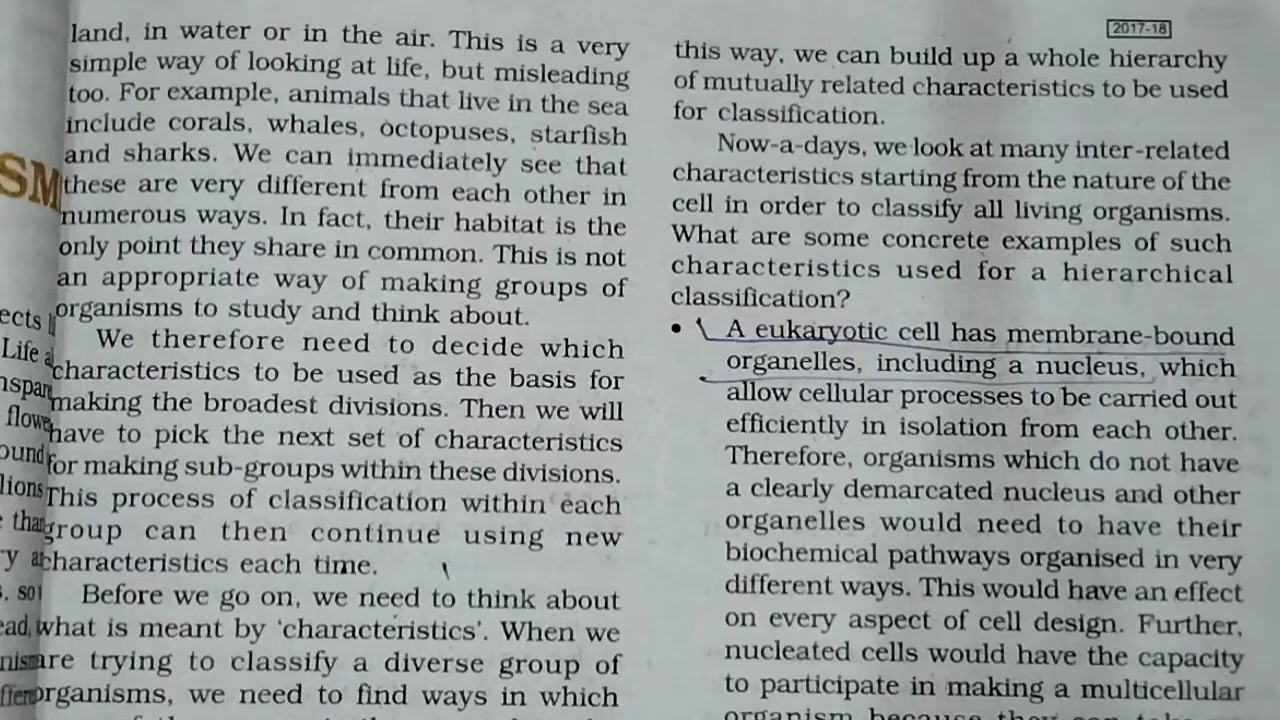 land, in water or in the air. This is a very
simple way of looking at life, but misleading
too. For example, animals that live in the sea
include corals, whales, octopuses, starfish
and sharks. We can immediately see that
these are very different from each other in
numerous ways. In fact, their habitat is the
only point they share in common. This is not
an appropriate way of making groups of
organisms to study and think about.
We therefore need to decide which
characteristics to be used as the basis for
making the broadest divisions. Then we will
have to pick the next set of characteristics
for making sub-groups within these divisions.
This process of classification within each
group can then continue using new
characteristics each time.
Before we go on, we need to think about
what is meant by ‘characteristics’. When we
are trying to classify a diverse group of
organisms, we need to find ways in which
2017-18
this way, we can build up a whole hierarchy
of mutually related characteristics to be used
for classification.
Now-a-days, we look at many inter-related
characteristics starting from the nature of the
cell in order to classify all living organisms.
What are some concrete examples of such
characteristics used for a hierarchical
classification?
• A eukaryotic cell has membrane-bound
organelles, including a nucleus, which
allow cellular processes to be carried out
efficiently in isolation from each other.
Therefore, organisms which do not have
a clearly demarcated nucleus and other
organelles would need to have their
biochemical pathways organised in very
different ways. This would have an effect
on every aspect of cell design. Further,
nucleated cells would have the capacity
to participate in making a multicellular
organism because they can
SM
ects
Life